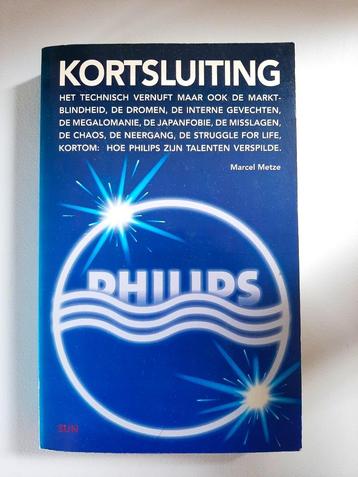 KORTSLUITING
HET TECHNISCH VERNUFT MAAR OOK DE MARKT-
BLINDHEID, DE DROMEN, DE INTERNE GEVECHTEN,
DE MEGALOMANIE, DE JAPANFOBIE, DE MISSLAGEN,
DE CHAOS, DE NEERGANG, DE STRUGGLE FOR LIFE,
KORTOM: HOE PHILIPS ZIJN TALENTEN VERSPILDE.
Marcel Metze
PHILIPS
SUN